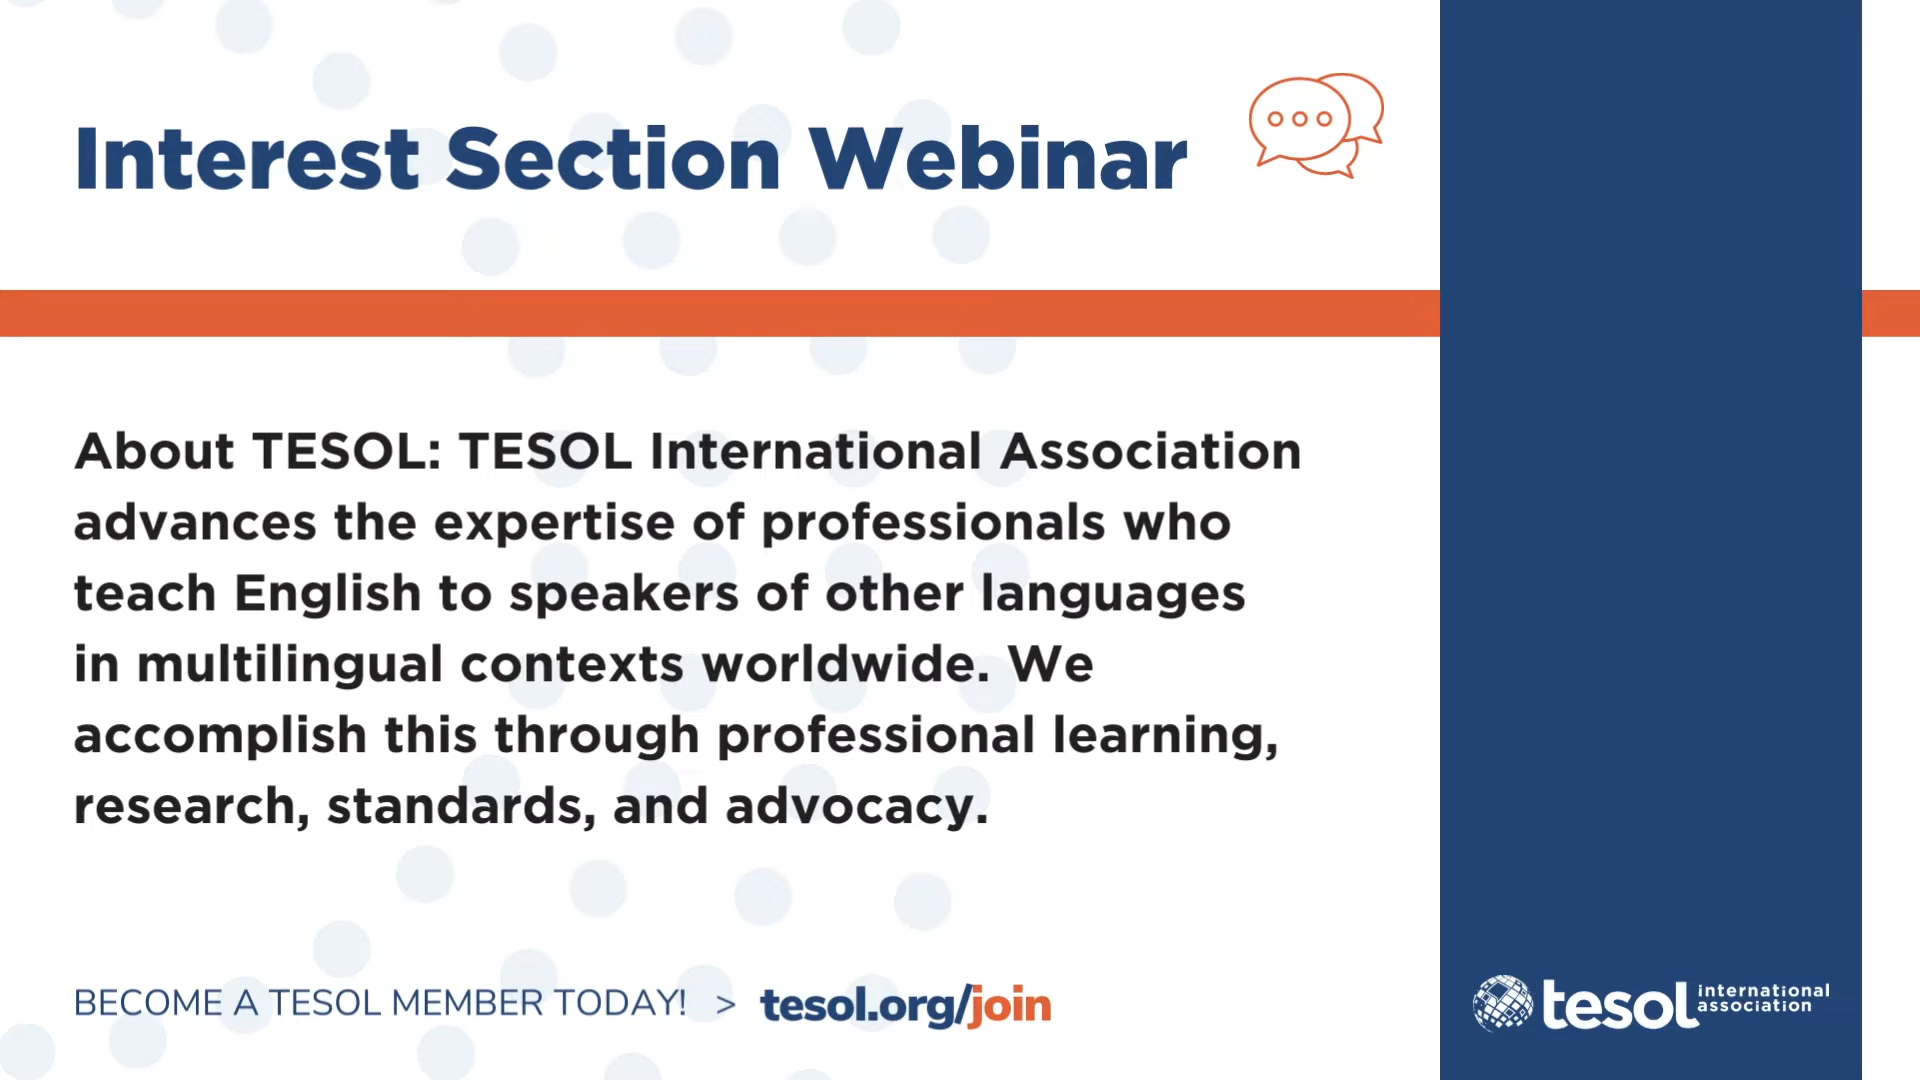 Interest Section Webinar
About TESOL: TESOL International Association
advances the expertise of professionals who
teach English to speakers of other languages
in multilingual contexts worldwide. We
accomplish this through professional learning,
research, standards, and advocacy.
BECOME A TESOL MEMBER TODAY! > tesol.org/join
tesol international
association